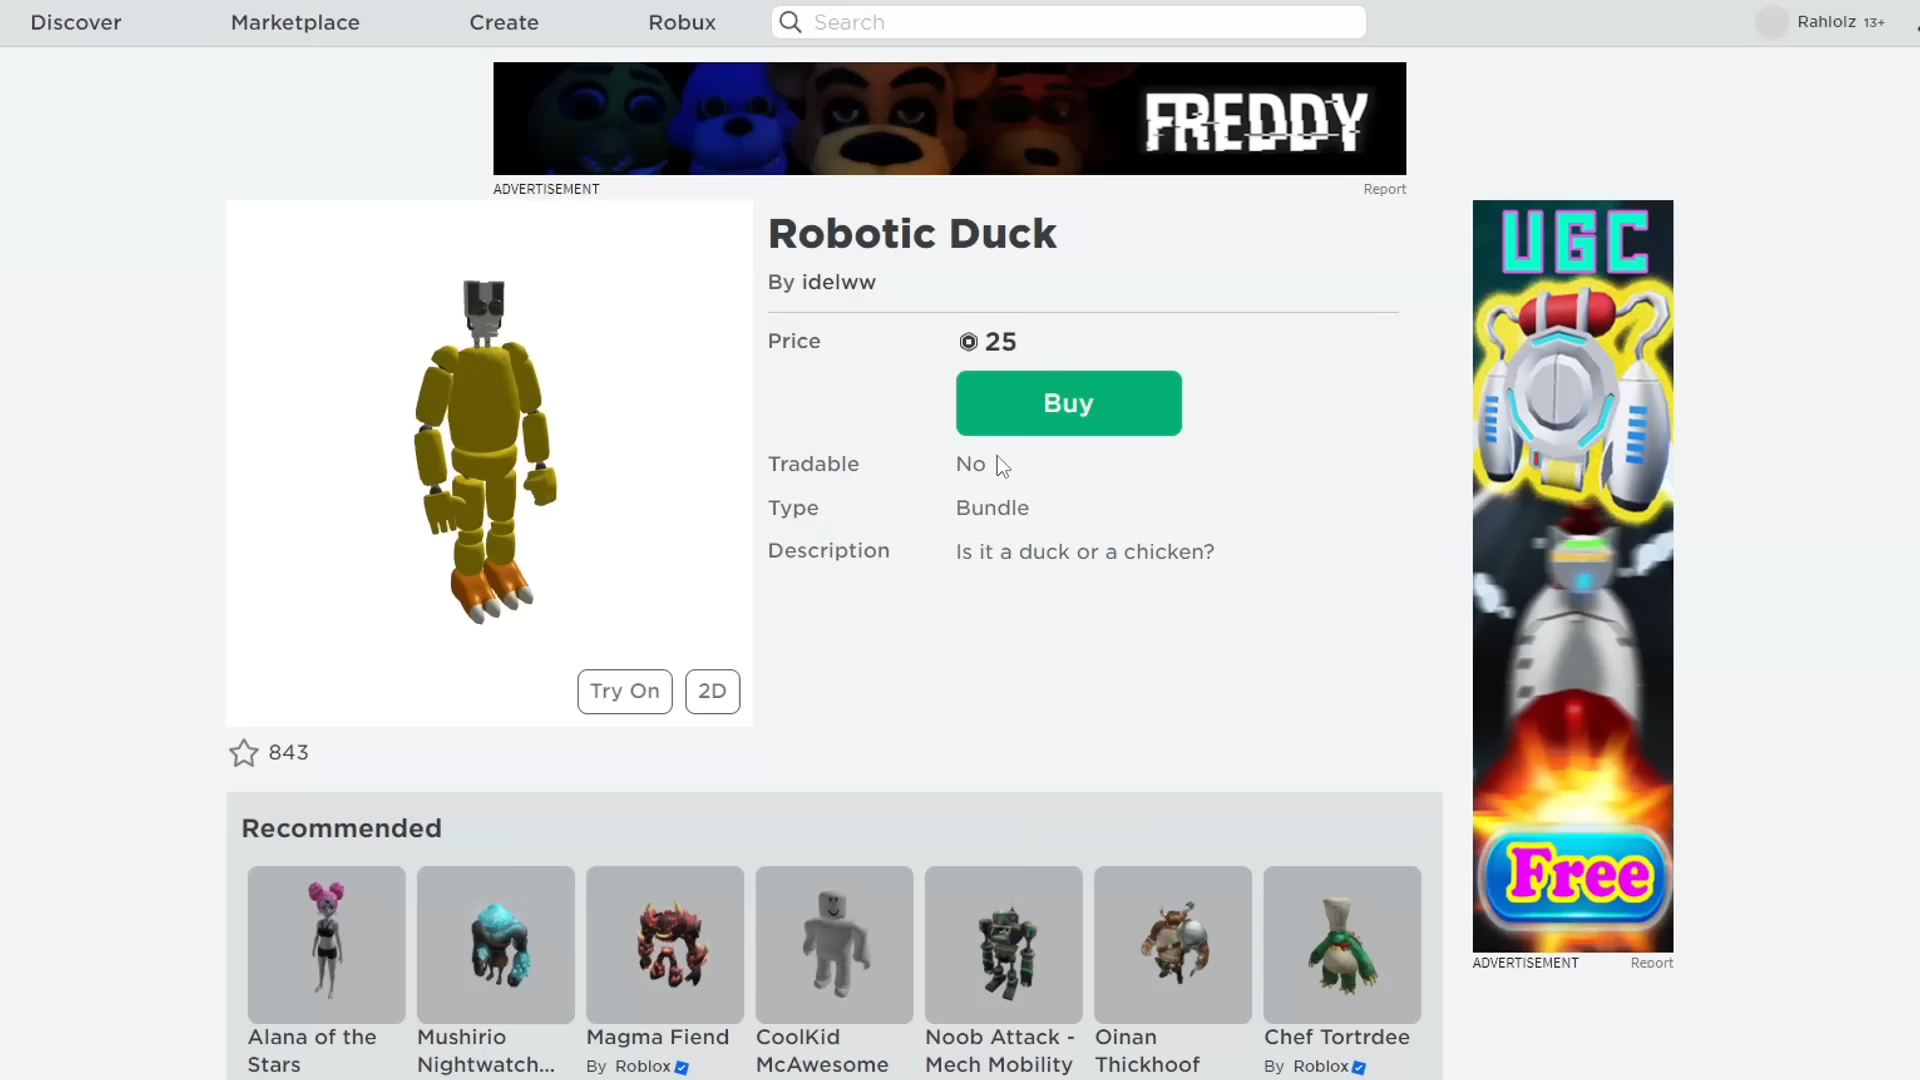 Discover Marketplace Create Robux Search Rahlolz 13+
FREDDY
ADVERTISEMENT Report
Robotic Duck
By idelww
Price 25
Buy
Tradable No
Type Bundle
Description Is it a duck or a chicken?
Try On 2D
843
UGC
Free
ADVERTISEMENT Report
Recommended
Alana of the
Stars
Mushirio
Nightwatch...
Magma Fiend
By Roblox
CoolKid
McAwesome
Noob Attack -
Mech Mobility
Oinan
Thickhoof
Chef Tortrdee
By Roblox